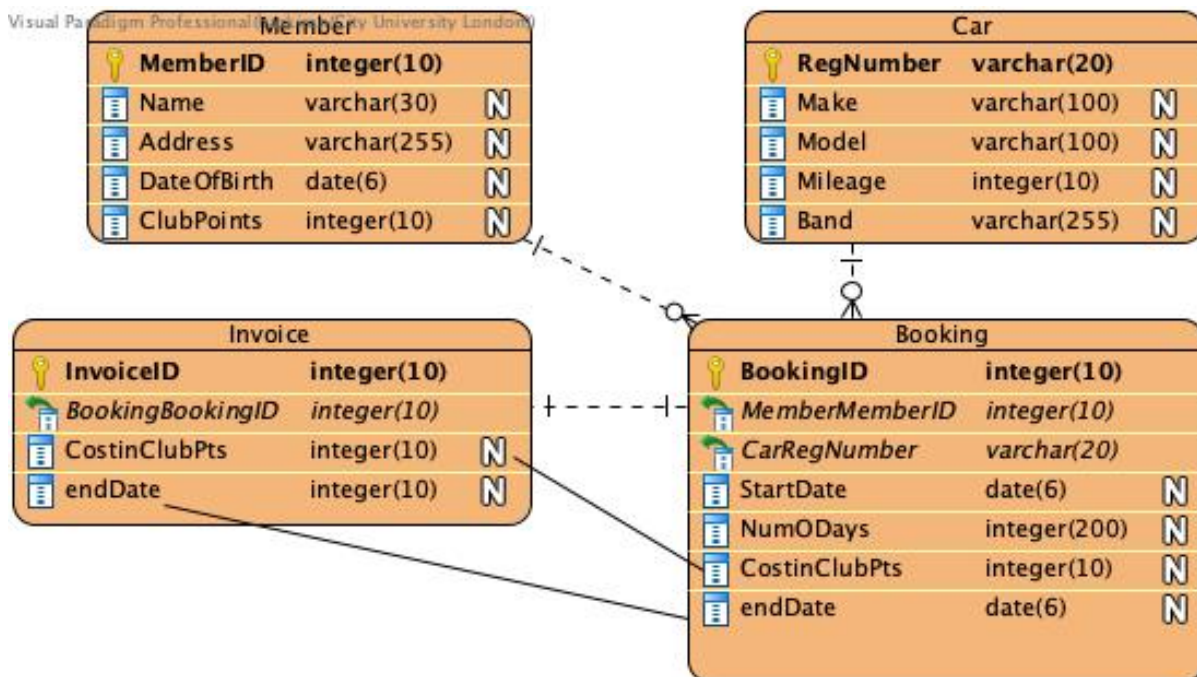 Visual Paradigm Professional City University London)
Member
MemberID integer(10)
Name varchar(30) N
Address varchar(255) N
DateOfBirth date(6) N
ClubPoints integer(10) N
Car
RegNumber varchar(20)
Make varchar(100) N
Model varchar(100) N
Mileage integer(10) N
Band varchar(255) N
Invoice
InvoiceID integer(10)
BookingBookingID integer(10)
CostinClubPts integer(10) N
endDate integer(10) N
Booking
BookingID integer(10)
MemberMemberID integer(10)
CarRegNumber varchar(20)
StartDate date(6) N
NumODays integer(200) N
CostinClubPts integer(10) N
endDate date(6) N